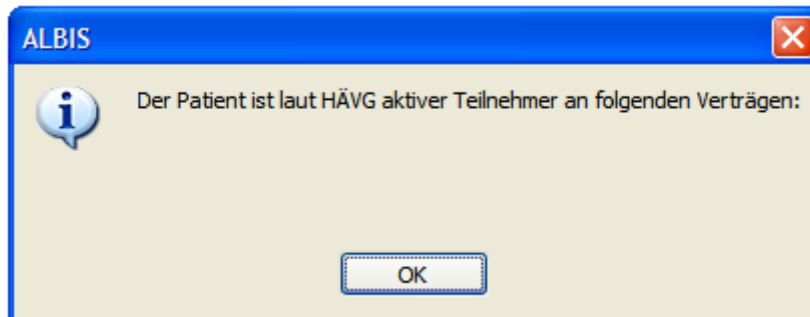 ALBIS
Der Patient ist laut HÄVG aktiver Teilnehmer an folgenden Verträgen:
OK